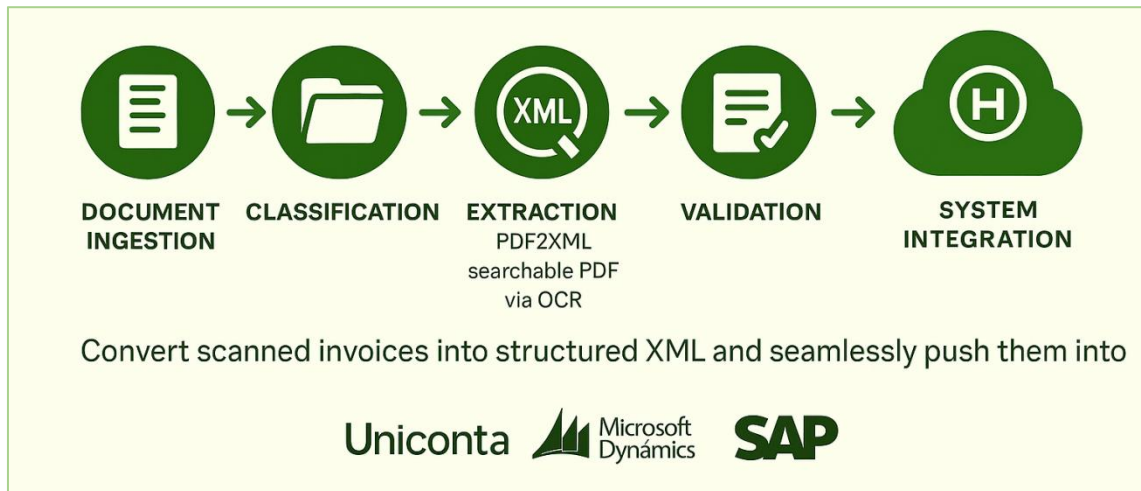 XML
H
DOCUMENT
INGESTION
CLASSIFICATION
EXTRACTION
PDF2XML
searchable PDF
via OCR
VALIDATION
SYSTEM
INTEGRATION
Convert scanned invoices into structured XML and seamlessly push them into
Uniconta
Microsoft
Dynámics
SAP